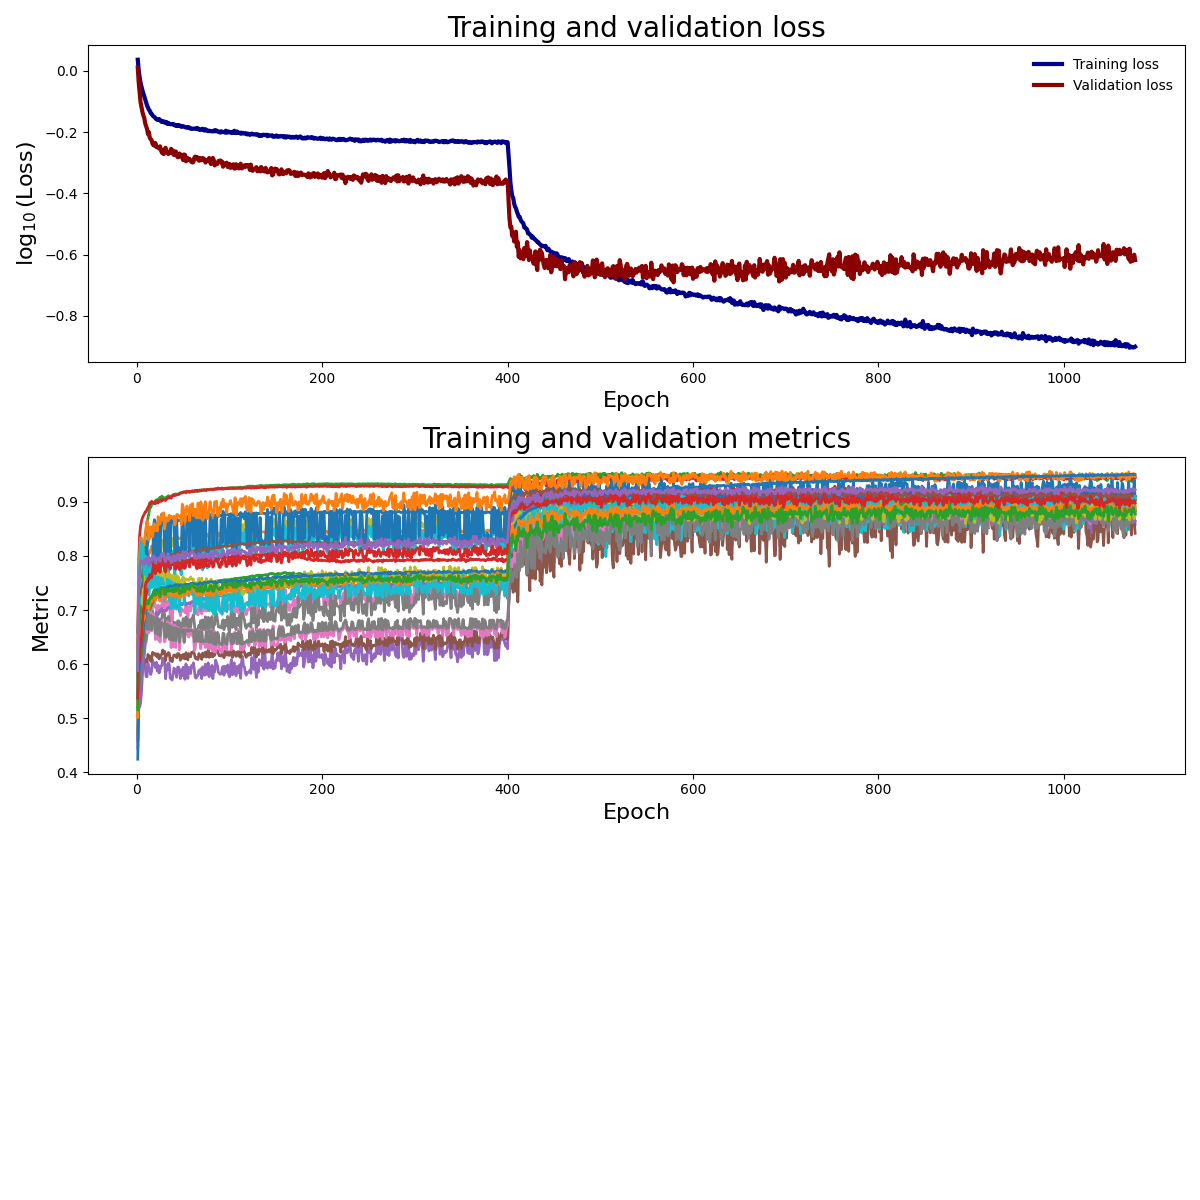 Training and validation loss
Training loss
Validation loss
log₁₀(Loss)
0.0
−0.2
−0.4
−0.6
−0.8
0 200 400 600 800 1000
Epoch
Training and validation metrics
Metric
0.9
0.8
0.7
0.6
0.5
0.4
0 200 400 600 800 1000
Epoch